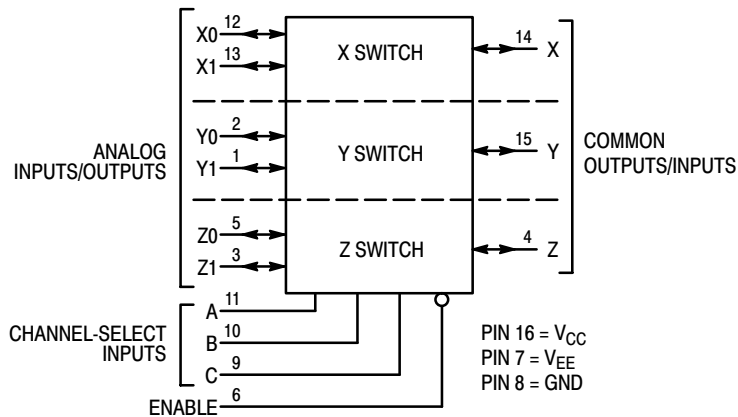 X0 12
X1 13
X SWITCH
14 X
Y0 2
Y1 1
Y SWITCH
15 Y
ANALOG
INPUTS/OUTPUTS
COMMON
OUTPUTS/INPUTS
Z0 5
Z1 3
Z SWITCH
4 Z
A 11
B 10
C 9
CHANNEL-SELECT
INPUTS
ENABLE 6
PIN 16 = VCC
PIN 7 = VEE
PIN 8 = GND